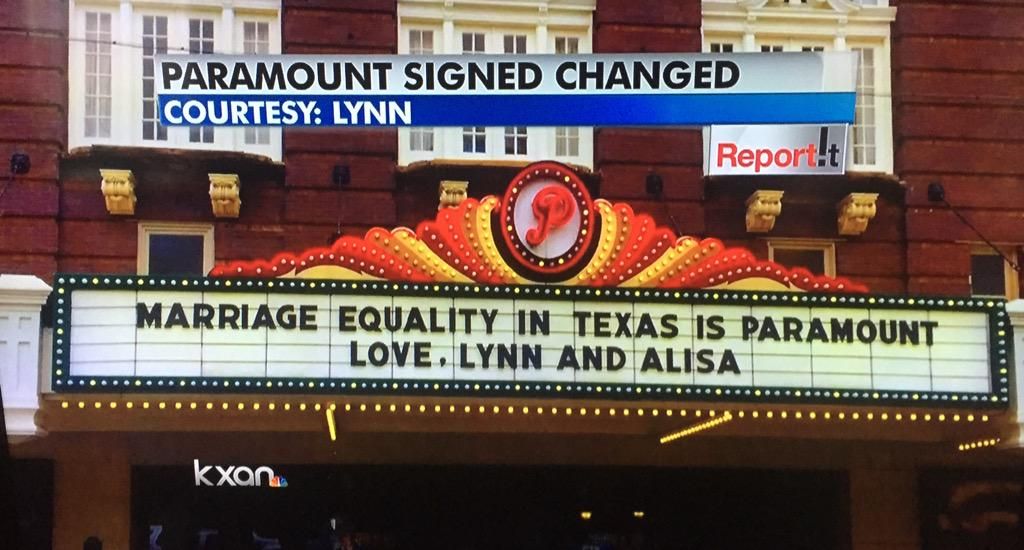 PARAMOUNT SIGNED CHANGED
COURTESY: LYNN
Report!t
P
MARRIAGE EQUALITY IN TEXAS IS PARAMOUNT
LOVE, LYNN AND ALISA
kxan